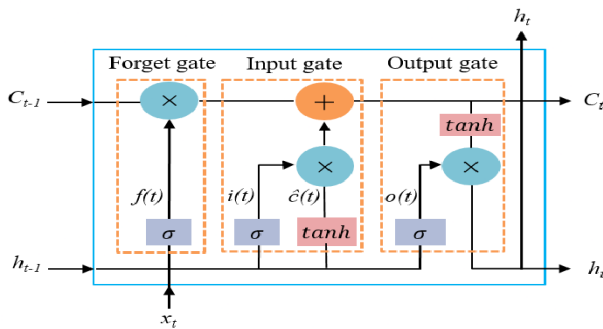 h_t
Forget gate Input gate Output gate
C_{t-1} × + C_t
tanh
f(t) i(t) × ĉ(t) o(t) ×
σ σ tanh σ
h_{t-1} h_t
x_t